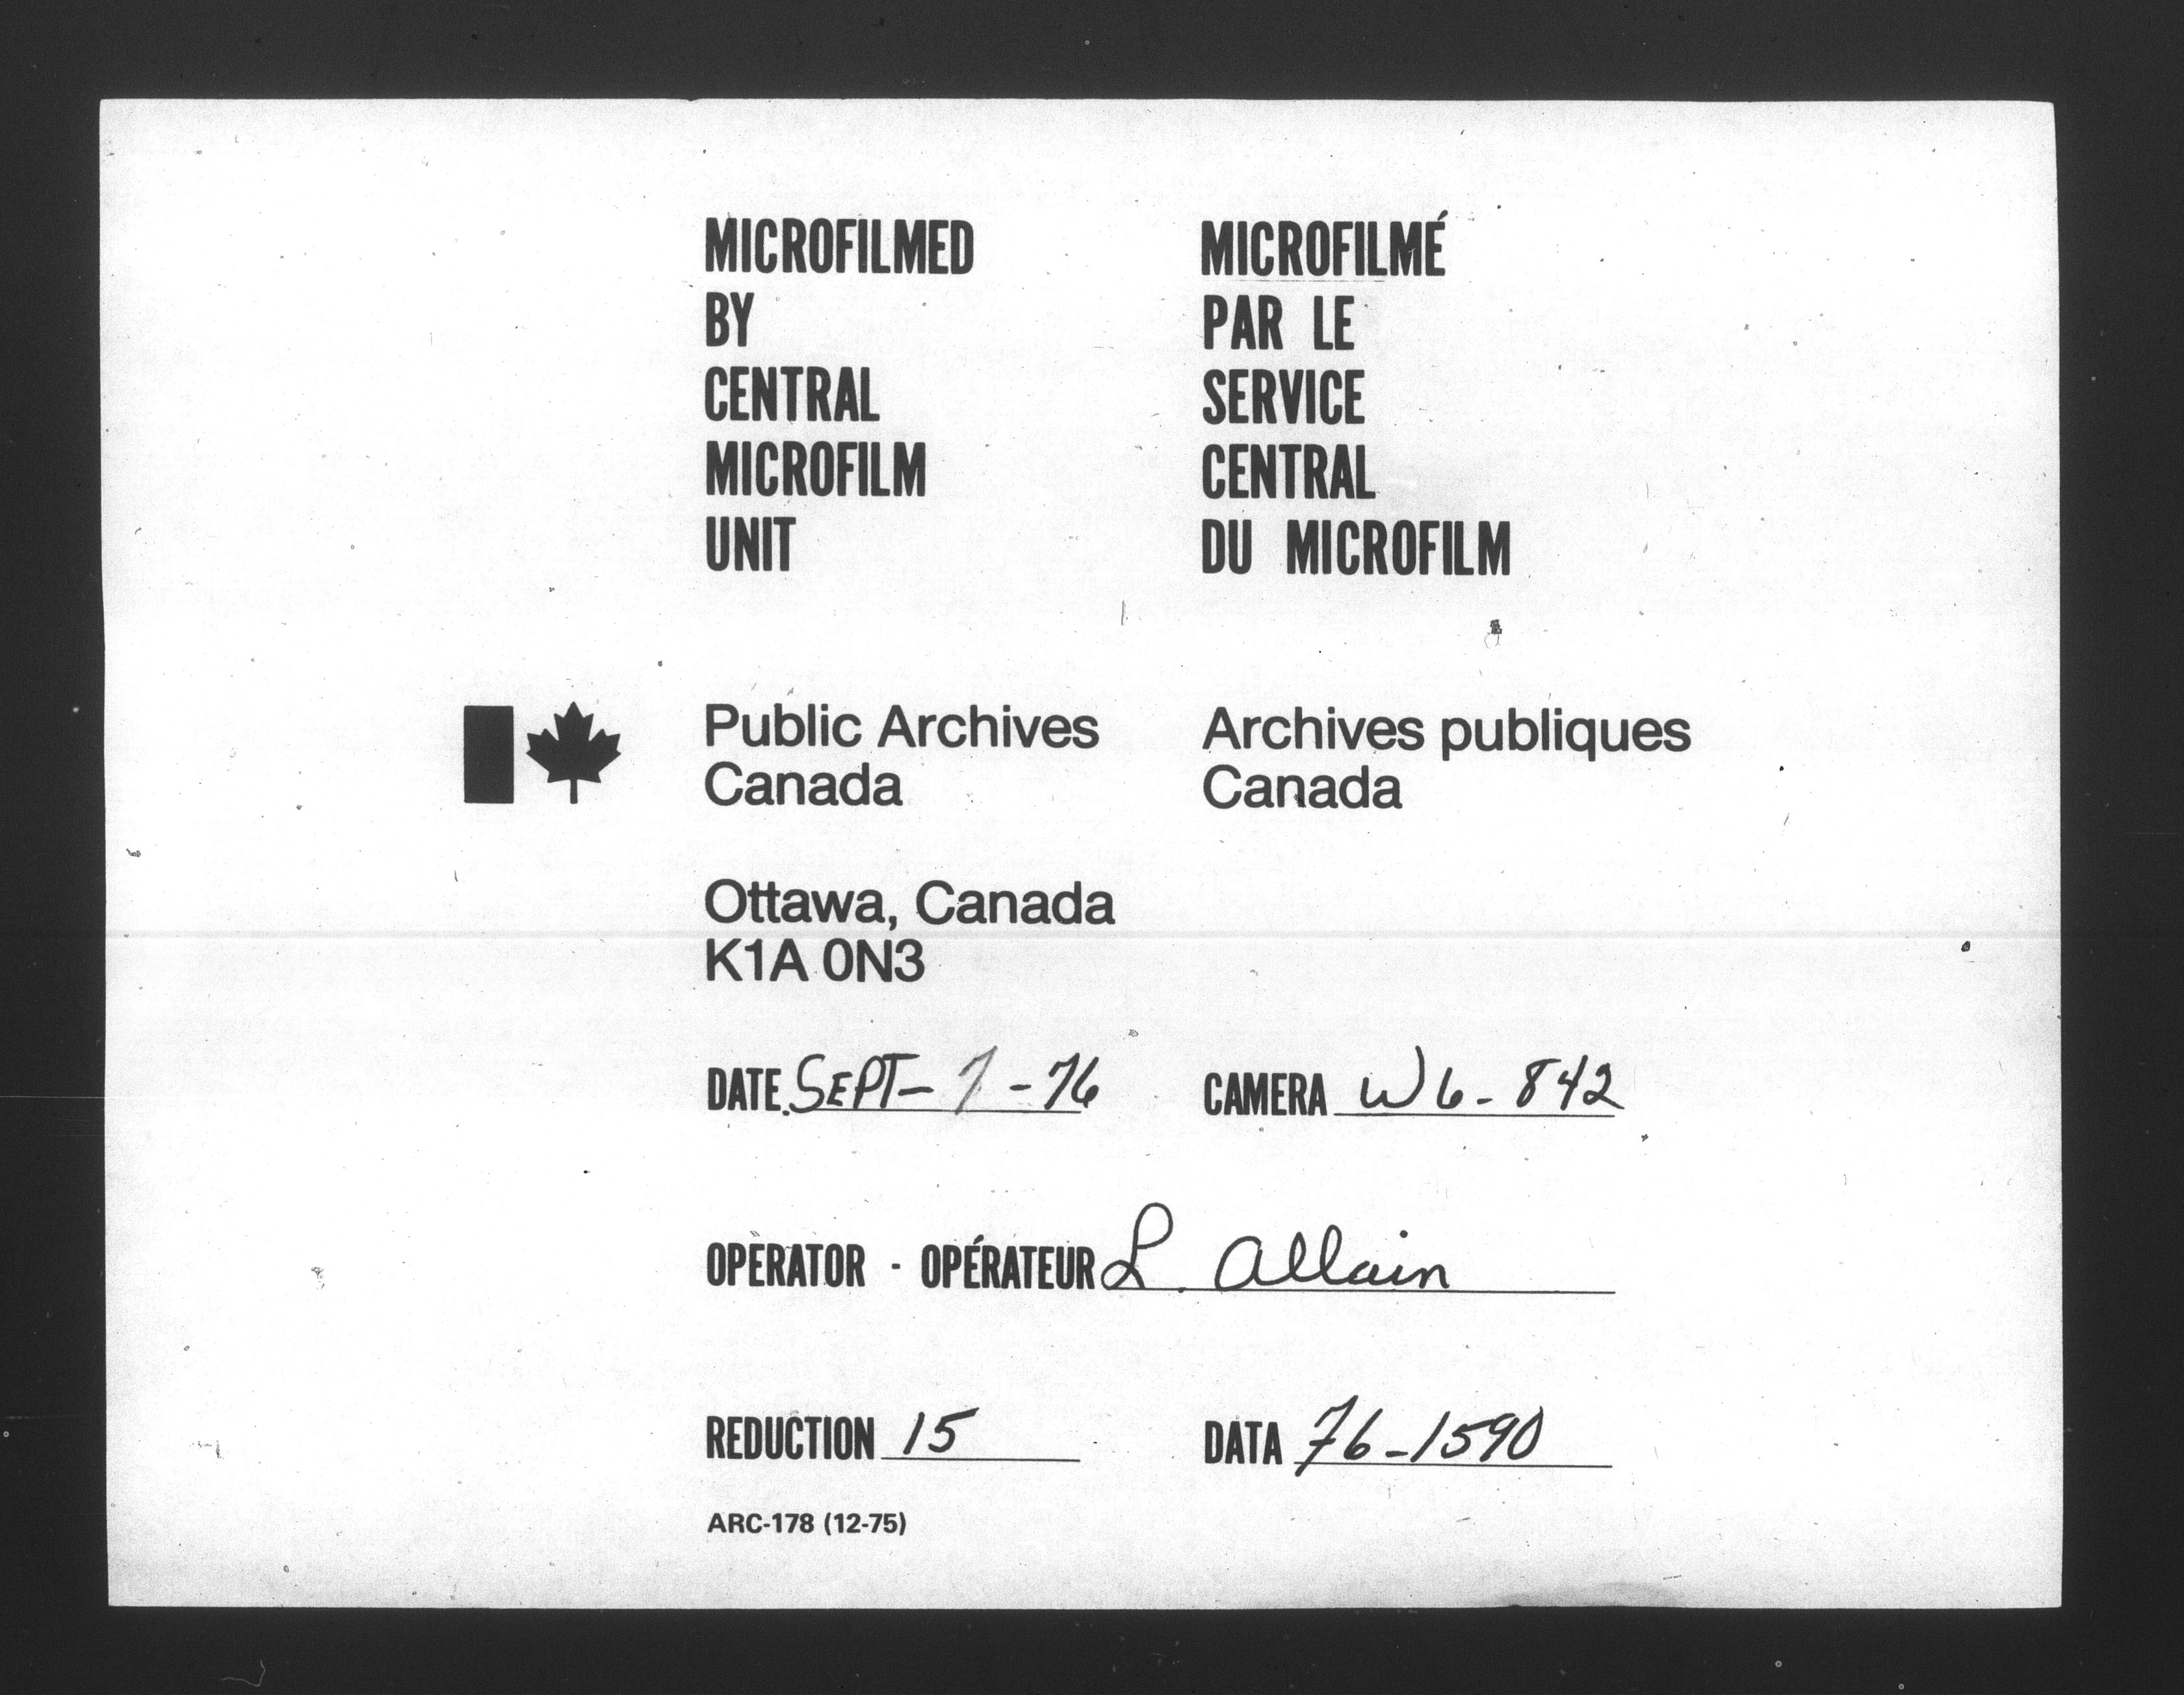 MICROFILMED
BY
CENTRAL
MICROFILM
UNIT
MICROFILMÉ
PAR LE
SERVICE
CENTRAL
DU MICROFILM
Public Archives
Canada
Archives publiques
Canada
Ottawa, Canada
K1A 0N3
DATE SEPT- 7 - 76
CAMERA W6-842
OPERATOR - OPÉRATEUR L. Allain
REDUCTION 15
DATA 76-1590
ARC-178 (12-75)